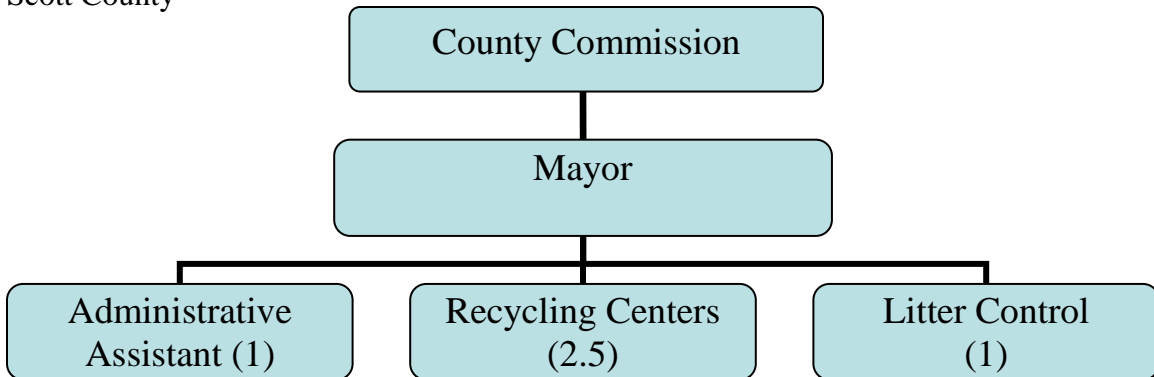 Scott County
County Commission
Mayor
Administrative
Assistant (1)
Recycling Centers
(2.5)
Litter Control
(1)